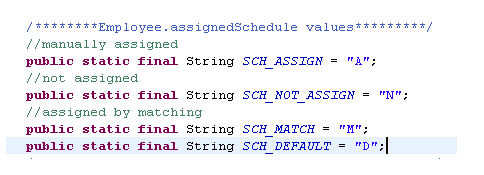 /********Employee.assignedSchedule values*********/
//manually assigned
public static final String SCH_ASSIGN = "A";
//not assigned
public static final String SCH_NOT_ASSIGN = "N";
//assigned by matching
public static final String SCH_MATCH = "M";
public static final String SCH_DEFAULT = "D";